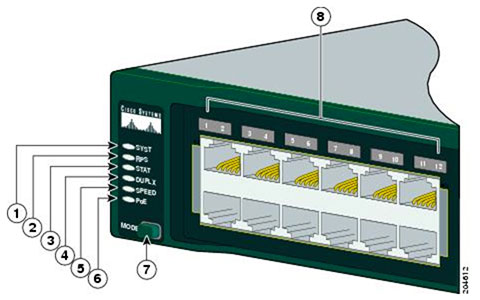 8
CISCO SYSTEMS
1 2 3 4 5 6 7 8 9 10 11 12
SYST
RPS
STAT
DUPLX
SPEED
PoE
MODE
1
2
3
4
5
6
7
204612